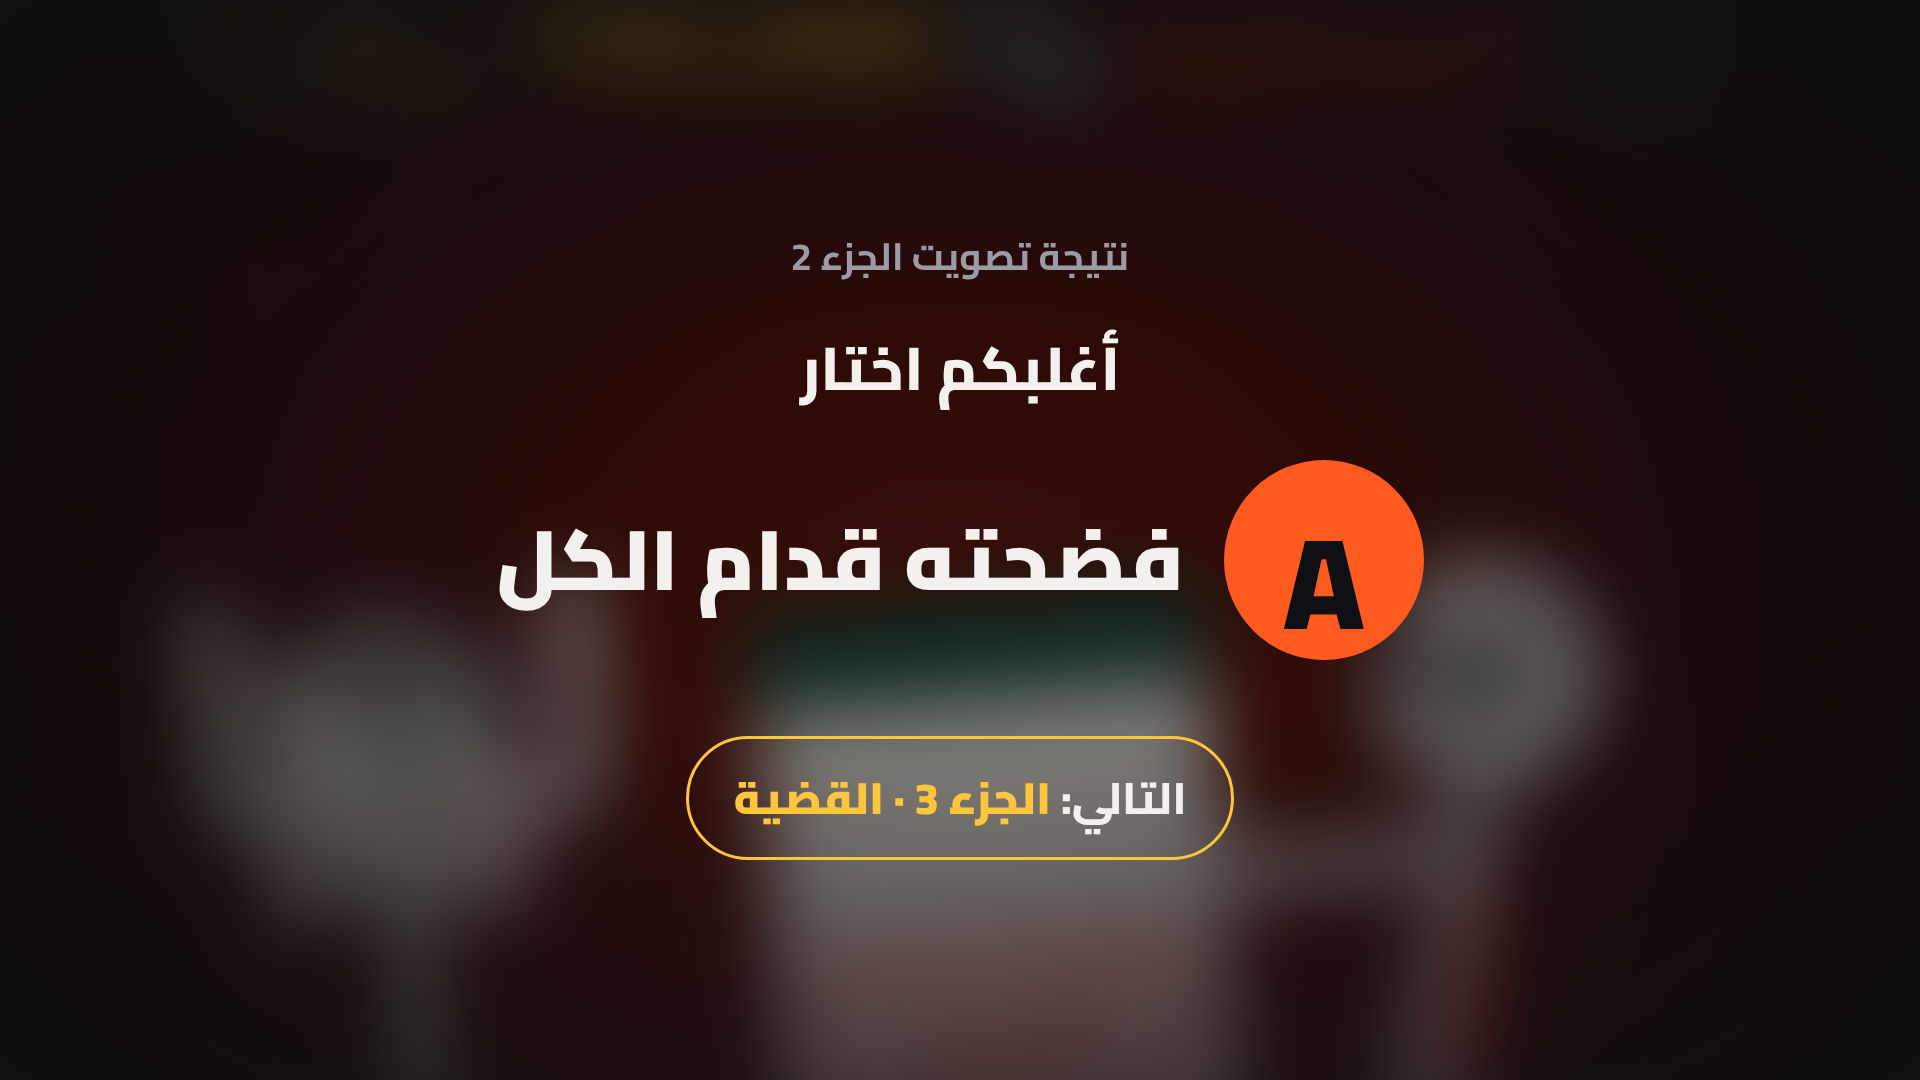 نتيجة تصويت الجزء 2
أغلبكم اختار
A فضحته قدام الكل
التالي: الجزء 3 · القضية